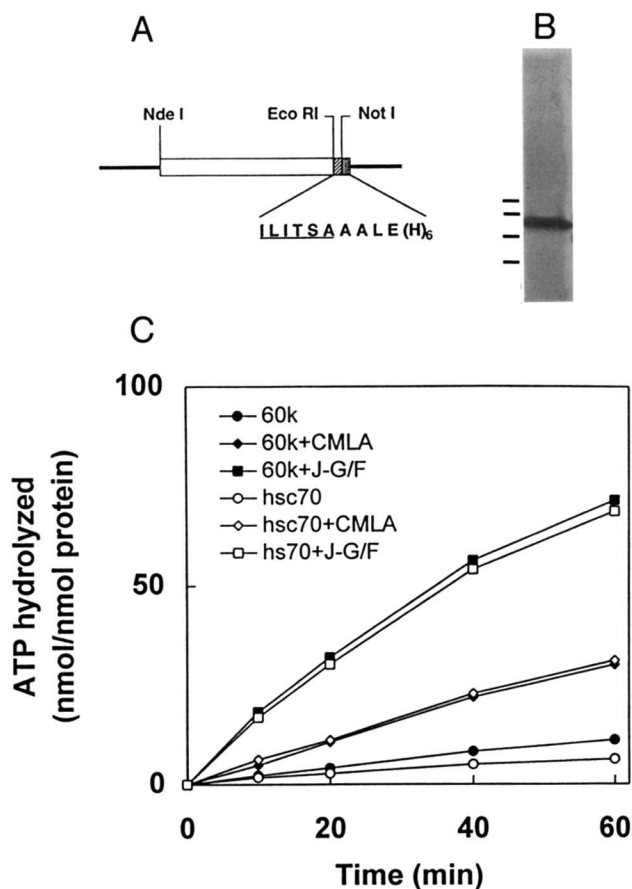 A
B
Nde I
Eco RI
Not I
ILITSAAALE(H)6
C
100
50
0
ATP hydrolyzed
(nmol/nmol protein)
60k
60k+CMLA
60k+J-G/F
hsc70
hsc70+CMLA
hs70+J-G/F
0
20
40
60
Time (min)